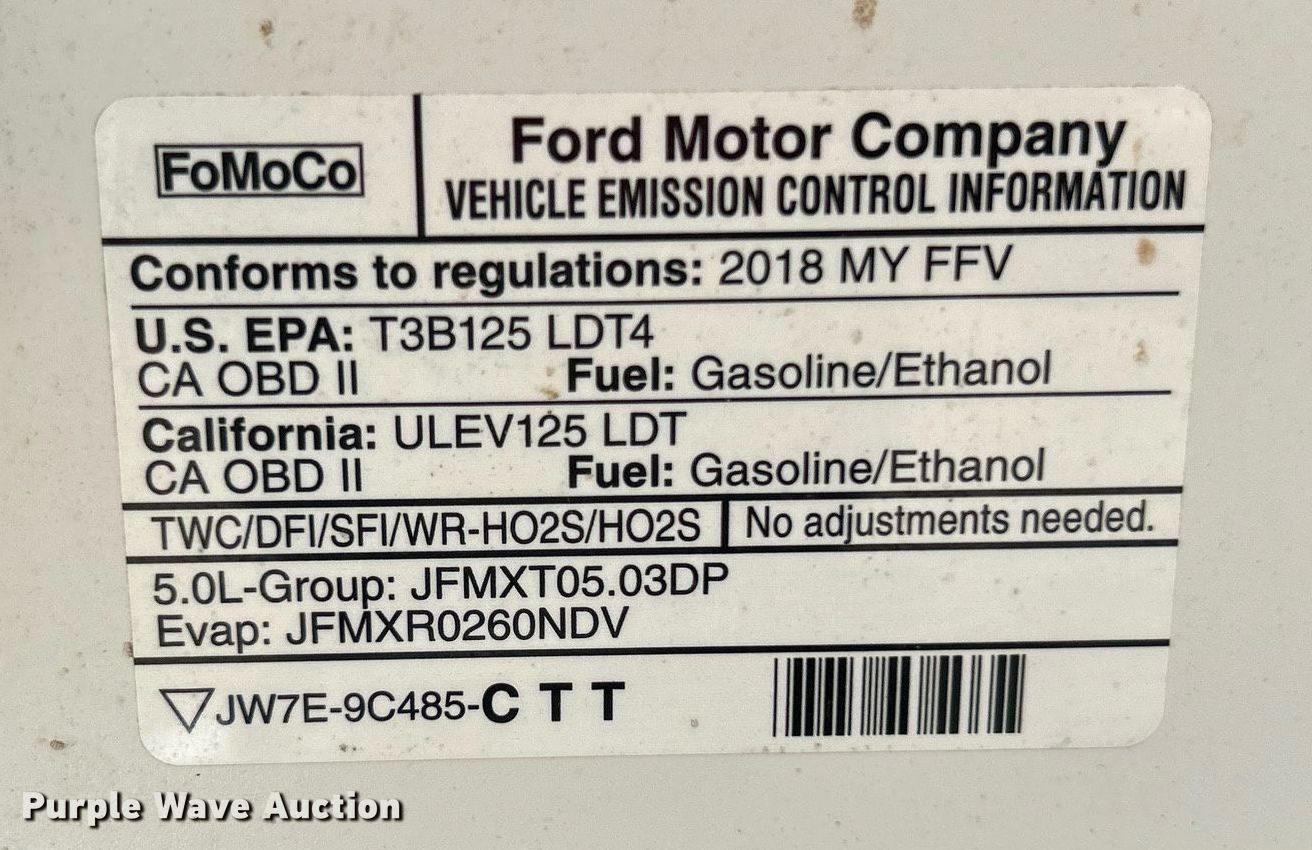 FoMoCo
Ford Motor Company
VEHICLE EMISSION CONTROL INFORMATION
Conforms to regulations: 2018 MY FFV
U.S. EPA: T3B125 LDT4
CA OBD II Fuel: Gasoline/Ethanol
California: ULEV125 LDT
CA OBD II Fuel: Gasoline/Ethanol
TWC/DFI/SFI/WR-HO2S/HO2S No adjustments needed.
5.0L-Group: JFMXT05.03DP
Evap: JFMXR0260NDV
JW7E-9C485-C T T
Purple Wave Auction